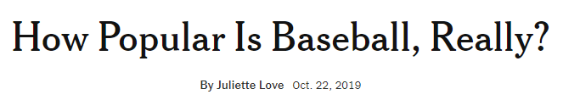 How Popular Is Baseball, Really?
By Juliette Love Oct. 22, 2019